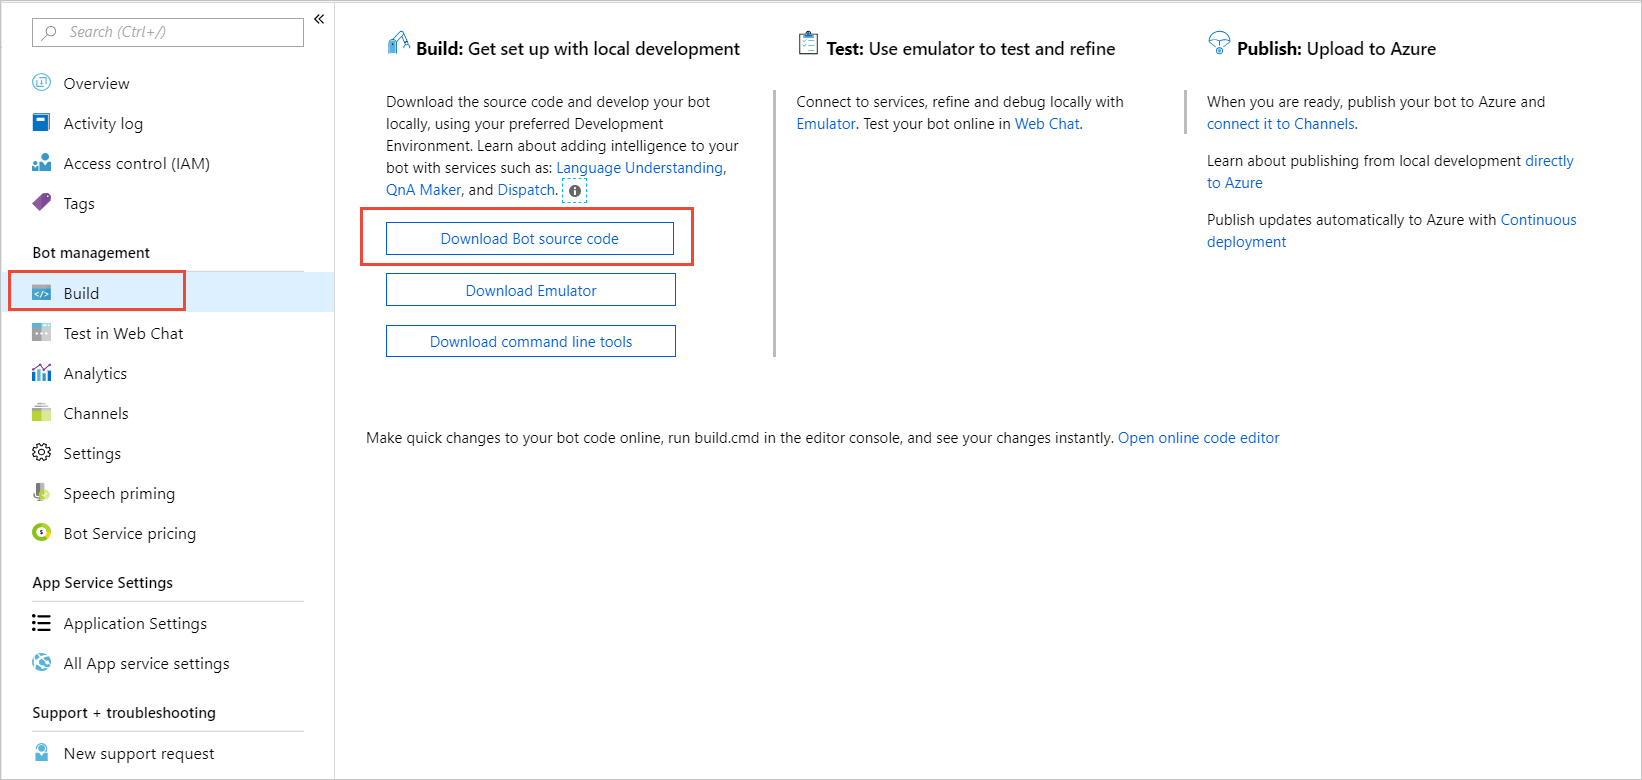 Search (Ctrl+/)
«
Overview
Activity log
Access control (IAM)
Tags
Bot management
Build
Test in Web Chat
Analytics
Channels
Settings
Speech priming
Bot Service pricing
App Service Settings
Application Settings
All App service settings
Support + troubleshooting
New support request
Build: Get set up with local development
Download the source code and develop your bot
locally, using your preferred Development
Environment. Learn about adding intelligence to your
bot with services such as: Language Understanding,
QnA Maker, and Dispatch.
Download Bot source code
Download Emulator
Download command line tools
Test: Use emulator to test and refine
Connect to services, refine and debug locally with
Emulator. Test your bot online in Web Chat.
Publish: Upload to Azure
When you are ready, publish your bot to Azure and
connect it to Channels.
Learn about publishing from local development directly
to Azure
Publish updates automatically to Azure with Continuous
deployment
Make quick changes to your bot code online, run build.cmd in the editor console, and see your changes instantly. Open online code editor